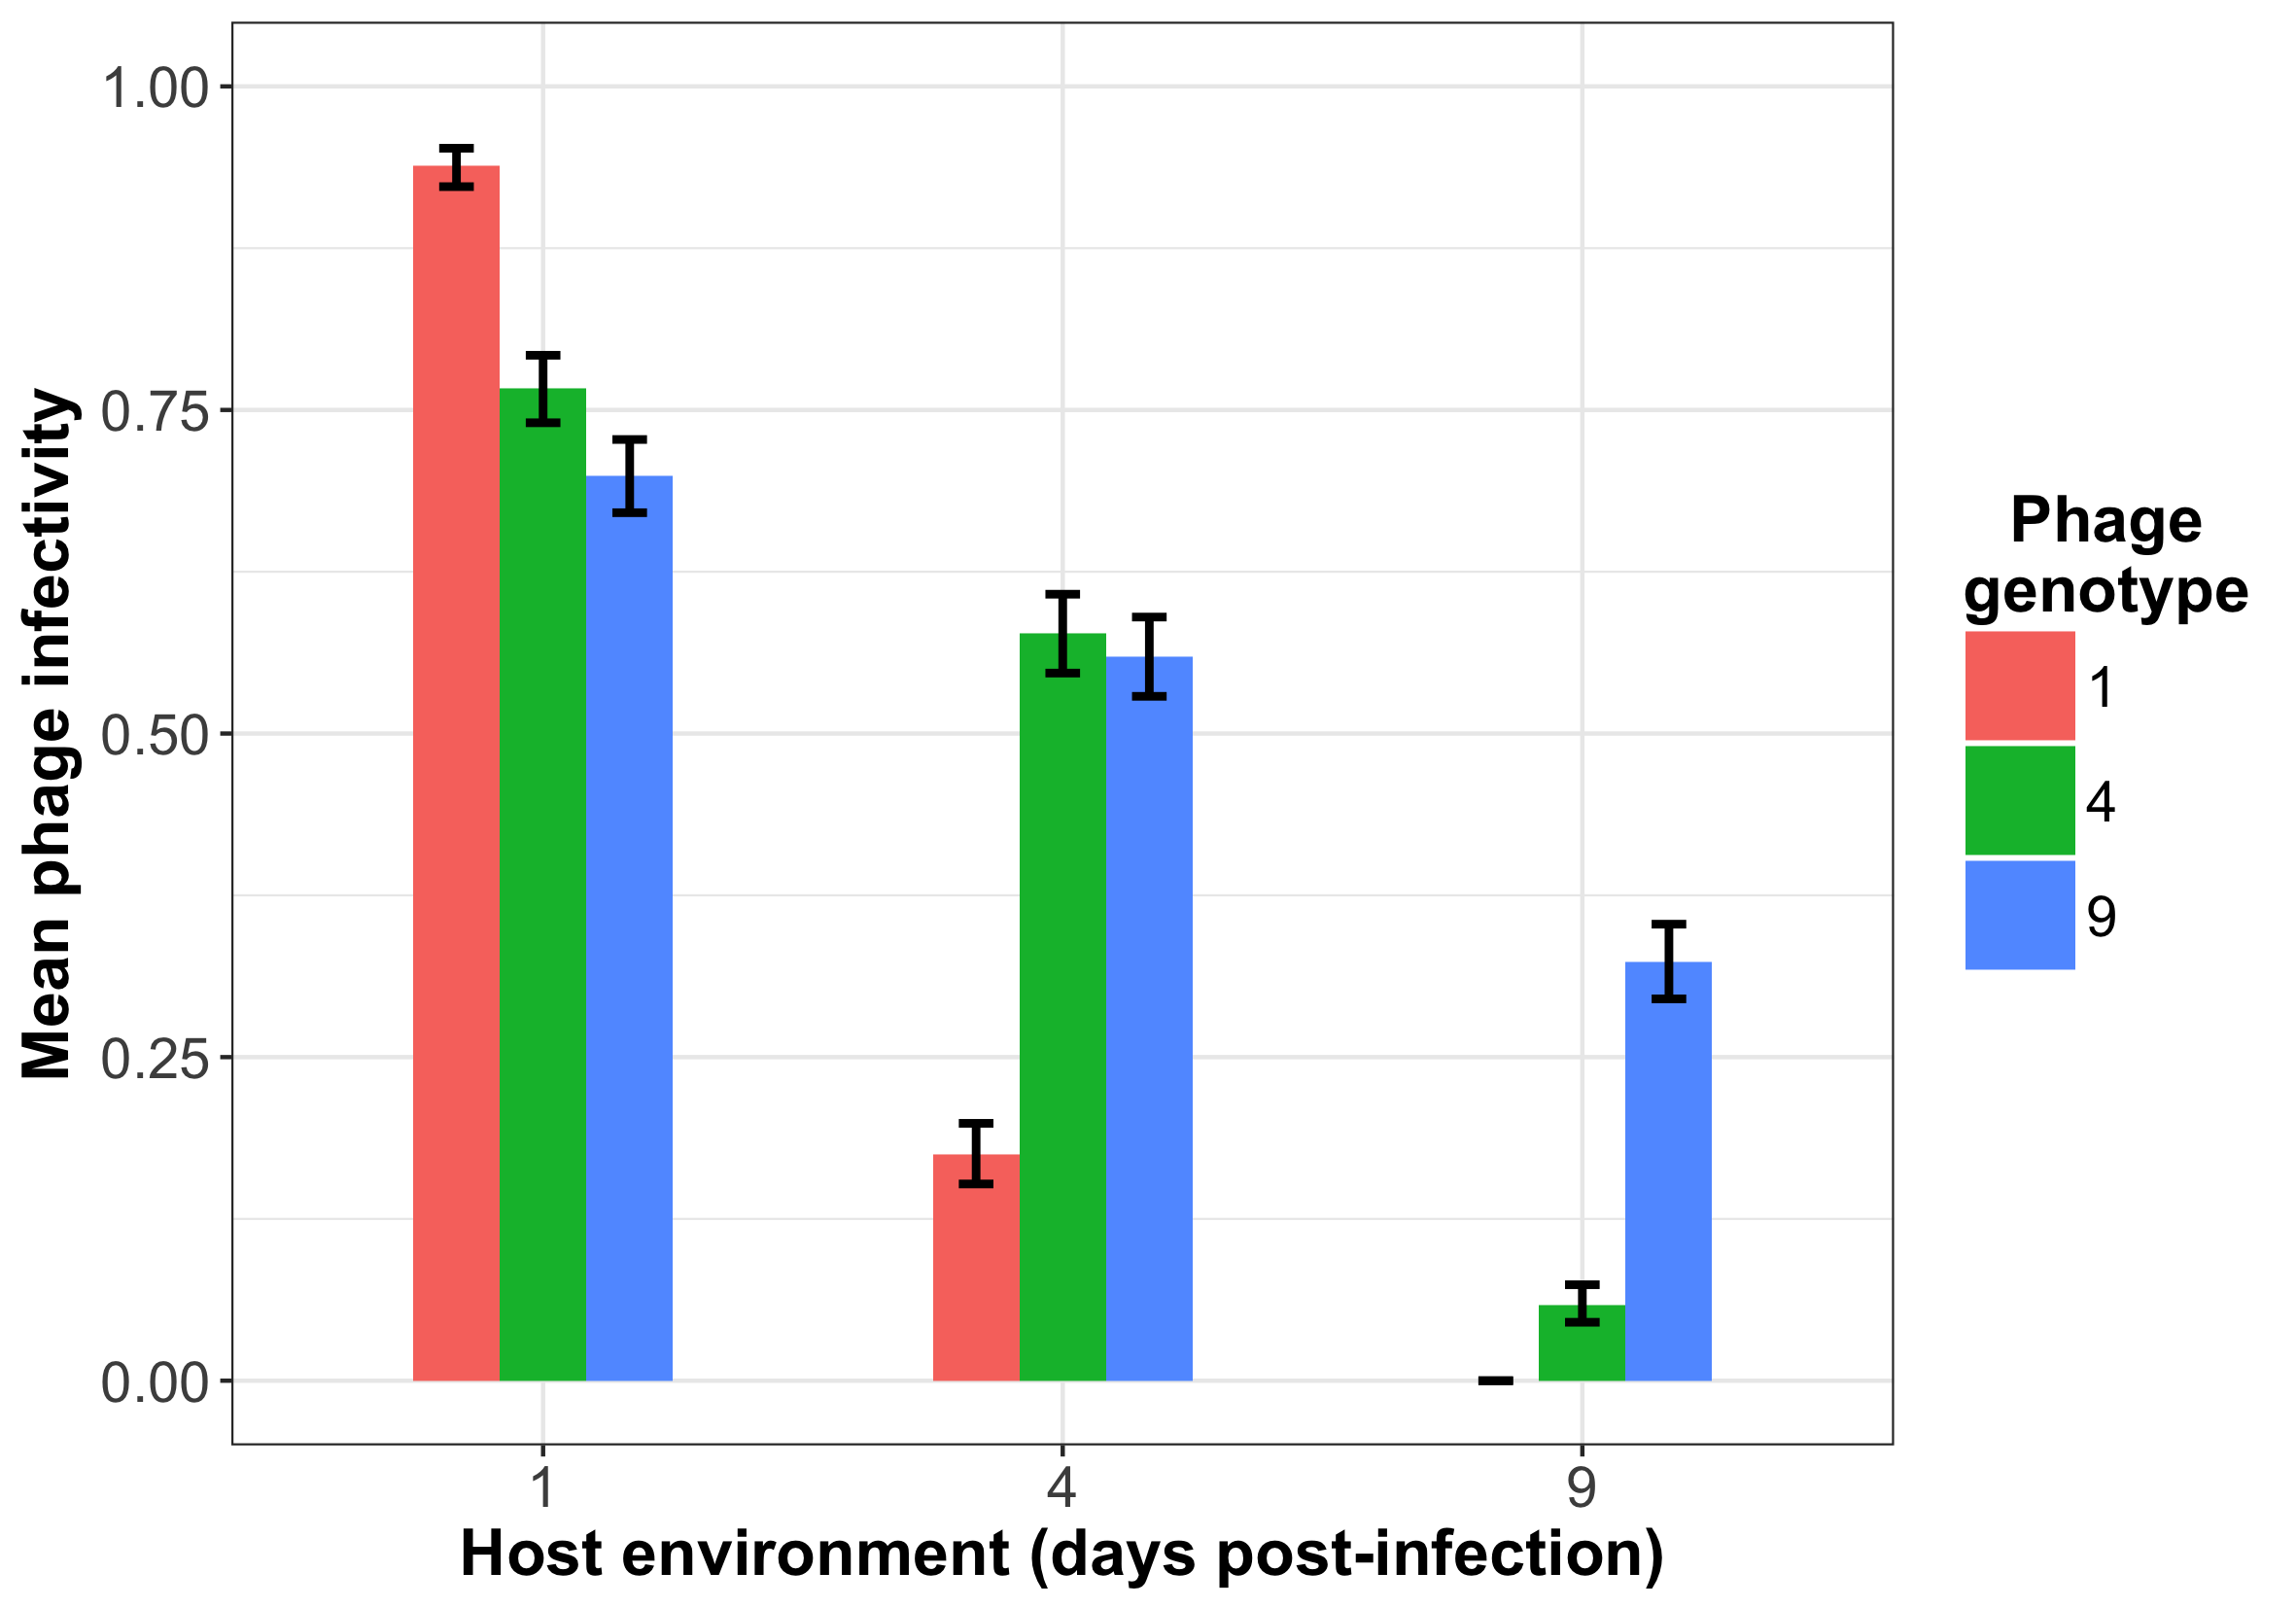 Mean phage infectivity
1.00
0.75
0.50
0.25
0.00
1
4
9
Host environment (days post-infection)
Phage
genotype
1
4
9